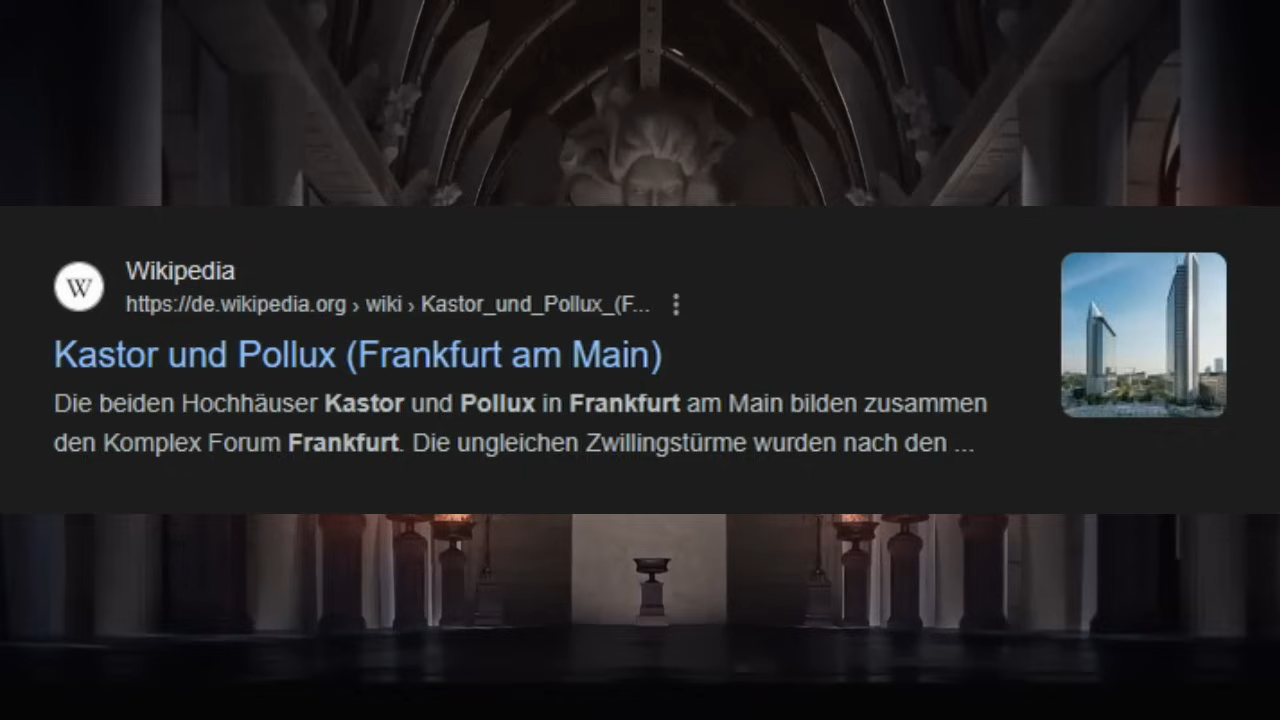 W
Wikipedia
https://de.wikipedia.org › wiki › Kastor_und_Pollux_(F...
Kastor und Pollux (Frankfurt am Main)
Die beiden Hochhäuser Kastor und Pollux in Frankfurt am Main bilden zusammen
den Komplex Forum Frankfurt. Die ungleichen Zwillingstürme wurden nach den ...